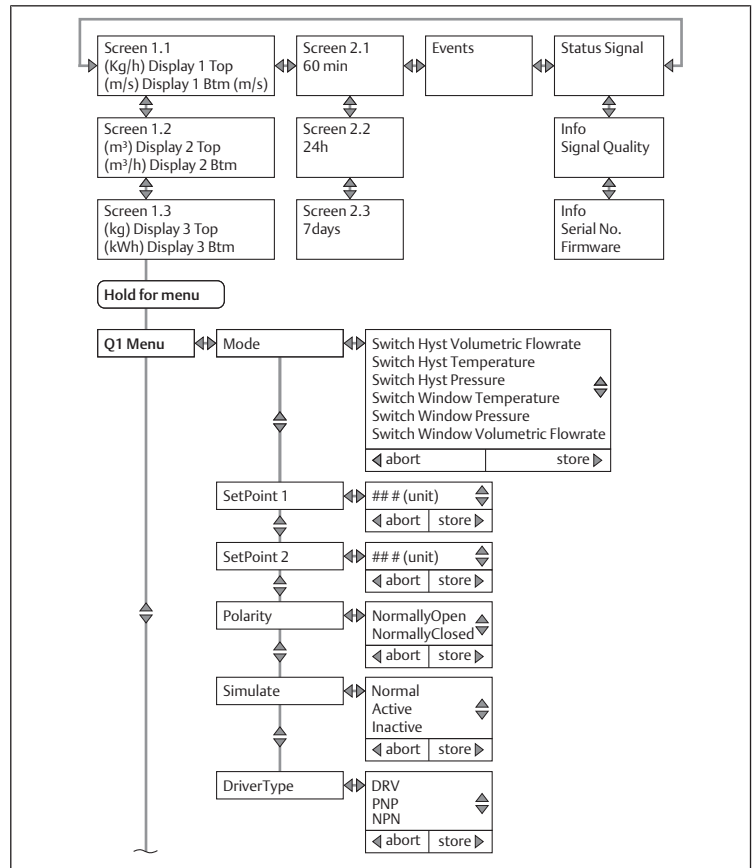 Screen 1.1
(Kg/h) Display 1 Top
(m/s) Display 1 Btm (m/s)
Screen 2.1
60 min
Events
Status Signal
Screen 1.2
(m³) Display 2 Top
(m³/h) Display 2 Btm
Screen 2.2
24h
Info
Signal Quality
Screen 1.3
(kg) Display 3 Top
(kWh) Display 3 Btm
Screen 2.3
7days
Info
Serial No.
Firmware
Hold for menu
Q1 Menu
Mode
Switch Hyst Volumetric Flowrate
Switch Hyst Temperature
Switch Hyst Pressure
Switch Window Temperature
Switch Window Pressure
Switch Window Volumetric Flowrate
abort store
SetPoint 1
## # (unit)
abort store
SetPoint 2
## # (unit)
abort store
Polarity
NormallyOpen
NormallyClosed
abort store
Simulate
Normal
Active
Inactive
abort store
DriverType
DRV
PNP
NPN
abort store